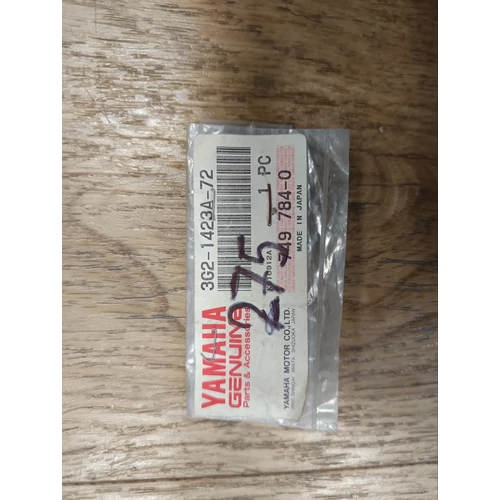 YAMAHA
GENUINE
Parts & Accessories
3G2-1423A-72
275 —
1 PC
749 784-0
MADE IN JAPAN
YAMAHA MOTOR CO., LTD.